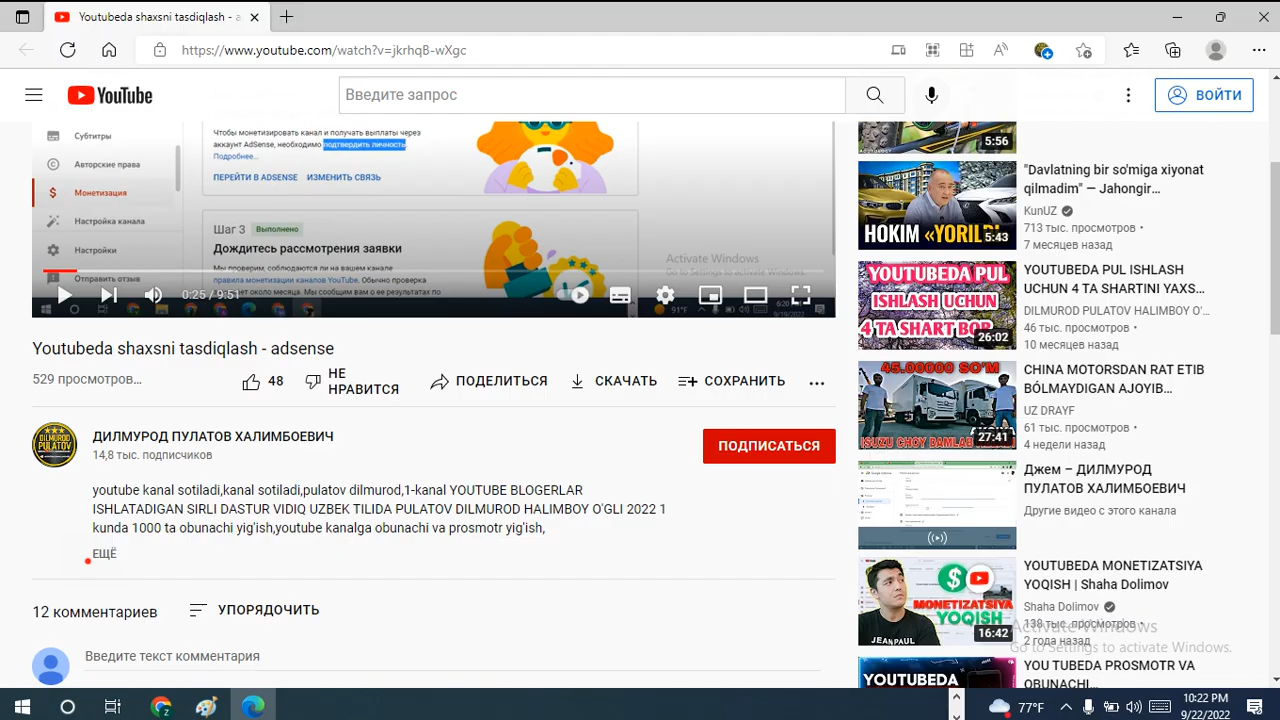 Youtubeda shaxsni tasdiqlash - a
https://www.youtube.com/watch?v=jkrhqB-wXgc
YouTube
Введите запрос
ВОЙТИ
Субтитры
Авторские права
Монетизация
Настройка канала
Настройки
Отправить отзыв
Чтобы монетизировать канал и получать выплаты через
аккаунт AdSense, необходимо подтвердить личность.
Подробнее...
ПЕРЕЙТИ В ADSENSE ИЗМЕНИТЬ СВЯЗЬ
Шаг 3 Выполнено
Дождитесь рассмотрения заявки
Мы проверим, соблюдаются ли на вашем канале
правила монетизации каналов YouTube. Обычно проверка
Activate Windows
Go to Settings to activate Windows.
0:25 / 9:51
91°F
9/19/2022
Youtubeda shaxsni tasdiqlash - adsense
529 просмотров...
48
НЕ НРАВИТСЯ
ПОДЕЛИТЬСЯ
СКАЧАТЬ
СОХРАНИТЬ
DILMUROD
PULATOV
ДИЛМУРОД ПУЛАТОВ ХАЛИМБОЕВИЧ
14,8 тыс. подписчиков
ПОДПИСАТЬСЯ
youtube kanal sotiladi,kanal sotiladi,pulatov dilmurod,1-kanal YOUTUBE BLOGERLAR
ISHLATADIGAN SIRLI DASTUR VIDIQ UZBEK TILIDA PULATOV DILMUROD HALIMBOY O'GLI 2022 1
kunda 1000 ta obunachi yg'ish,youtube kanalga obunachi va prosmotr yig'ish,
ЕЩЁ
12 комментариев
УПОРЯДОЧИТЬ
Введите текст комментария
5:56
HOKIM «YORILDI»
5:43
"Davlatning bir so'miga xiyonat
qilmadim" — Jahongir...
KunUZ
713 тыс. просмотров •
7 месяцев назад
YOUTUBEDA PUL
ISHLASH UCHUN
4 TA SHART BOR
26:02
YOUTUBEDA PUL ISHLASH
UCHUN 4 TA SHARTINI YAXS...
DILMUROD PULATOV HALIMBOY O'...
46 тыс. просмотров •
10 месяцев назад
45.00000 SO'M
ISUZU CHOY DAMLAB
27:41
CHINA MOTORSDAN RAT ETIB
BÓLMAYDIGAN AJOYIB...
UZ DRAYF
61 тыс. просмотров •
4 недели назад
Джем – ДИЛМУРОД
ПУЛАТОВ ХАЛИМБОЕВИЧ
Другие видео с этого канала
MONETIZATSIYA
YOQISH
JEANPAUL
16:42
YOUTUBEDA MONETIZATSIYA
YOQISH | Shaha Dolimov
Shaha Dolimov
138 тыс. просмотров •
2 года назад
Activate Windows
Go to Settings to activate Windows.
YOUTUBEDA
YOU TUBEDA PROSMOTR VA
OBUNACHI...
77°F
10:22 PM
9/22/2022